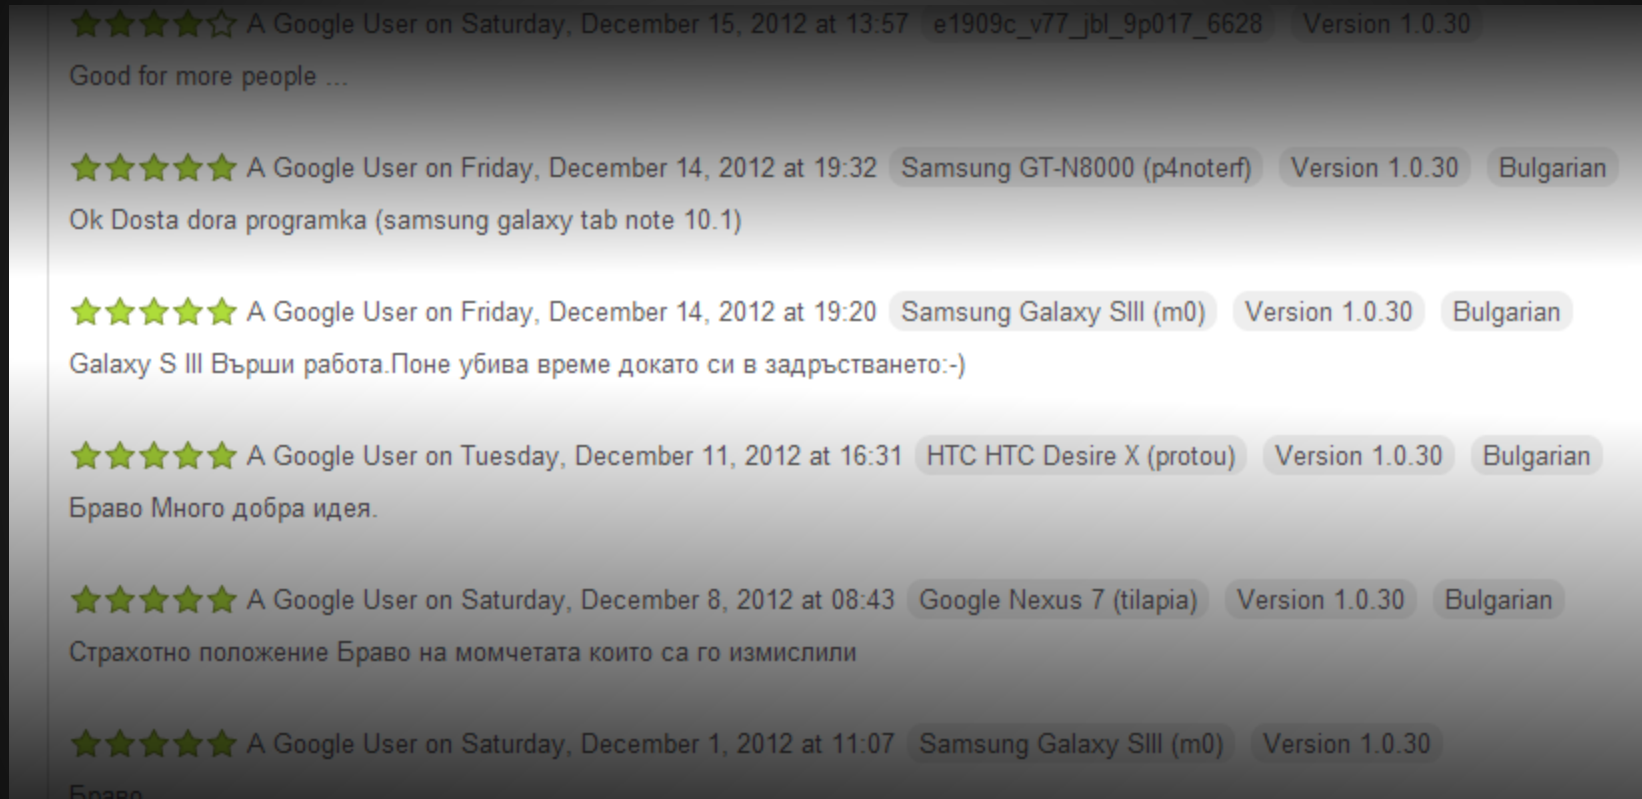 A Google User on Saturday, December 15, 2012 at 13:57 e1909c_v77_jbl_9p017_6628 Version 1.0.30
Good for more people ...
A Google User on Friday, December 14, 2012 at 19:32 Samsung GT-N8000 (p4noterf) Version 1.0.30 Bulgarian
Ok Dosta dora programka (samsung galaxy tab note 10.1)
A Google User on Friday, December 14, 2012 at 19:20 Samsung Galaxy SIII (m0) Version 1.0.30 Bulgarian
Galaxy S III Върши работа.Поне убива време докато си в задръстването:-)
A Google User on Tuesday, December 11, 2012 at 16:31 HTC HTC Desire X (protou) Version 1.0.30 Bulgarian
Браво Много добра идея.
A Google User on Saturday, December 8, 2012 at 08:43 Google Nexus 7 (tilapia) Version 1.0.30 Bulgarian
Страхотно положение Браво на момчетата които са го измислили
A Google User on Saturday, December 1, 2012 at 11:07 Samsung Galaxy SIII (m0) Version 1.0.30
Браво